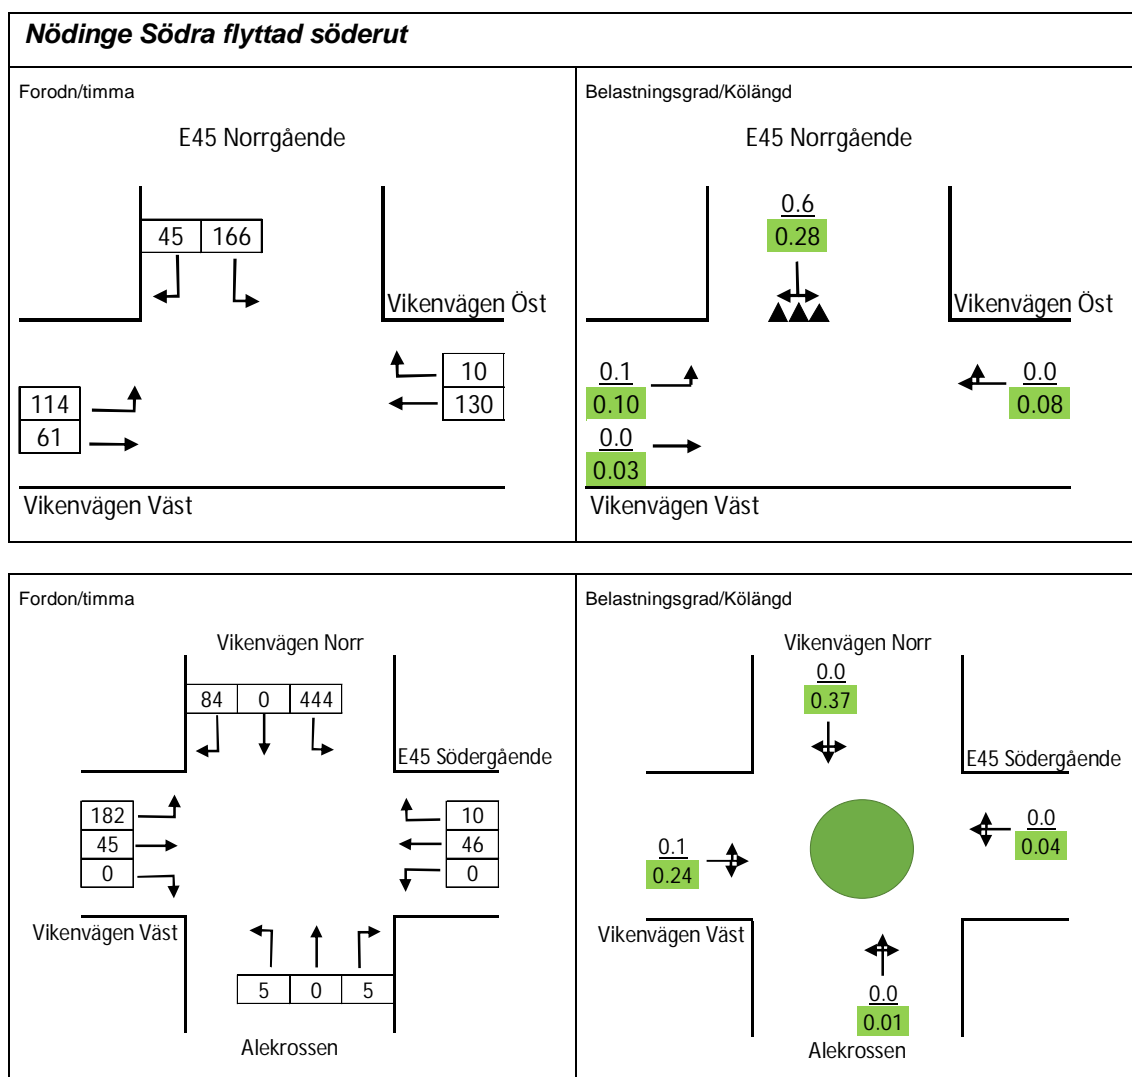 Nödinge Södra flyttad söderut
Forodn/timma
E45 Norrgående
45 166
Vikenvägen Öst
10
130
114
61
Vikenvägen Väst
Belastningsgrad/Kölängd
E45 Norrgående
0.6
0.28
Vikenvägen Öst
0.1
0.10
0.0
0.03
0.0
0.08
Vikenvägen Väst
Fordon/timma
Vikenvägen Norr
84 0 444
E45 Södergående
182
45
0
10
46
0
Vikenvägen Väst
5 0 5
Alekrossen
Belastningsgrad/Kölängd
Vikenvägen Norr
0.0
0.37
E45 Södergående
0.0
0.04
0.1
0.24
Vikenvägen Väst
0.0
0.01
Alekrossen